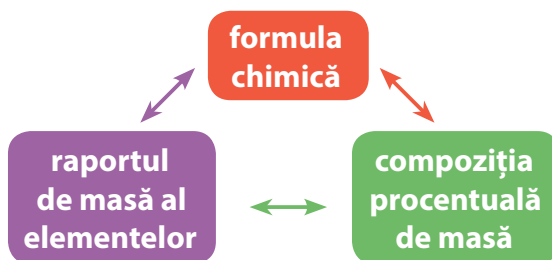 formula
chimică
raportul
de masă al
elementelor
compoziția
procentuală
de masă